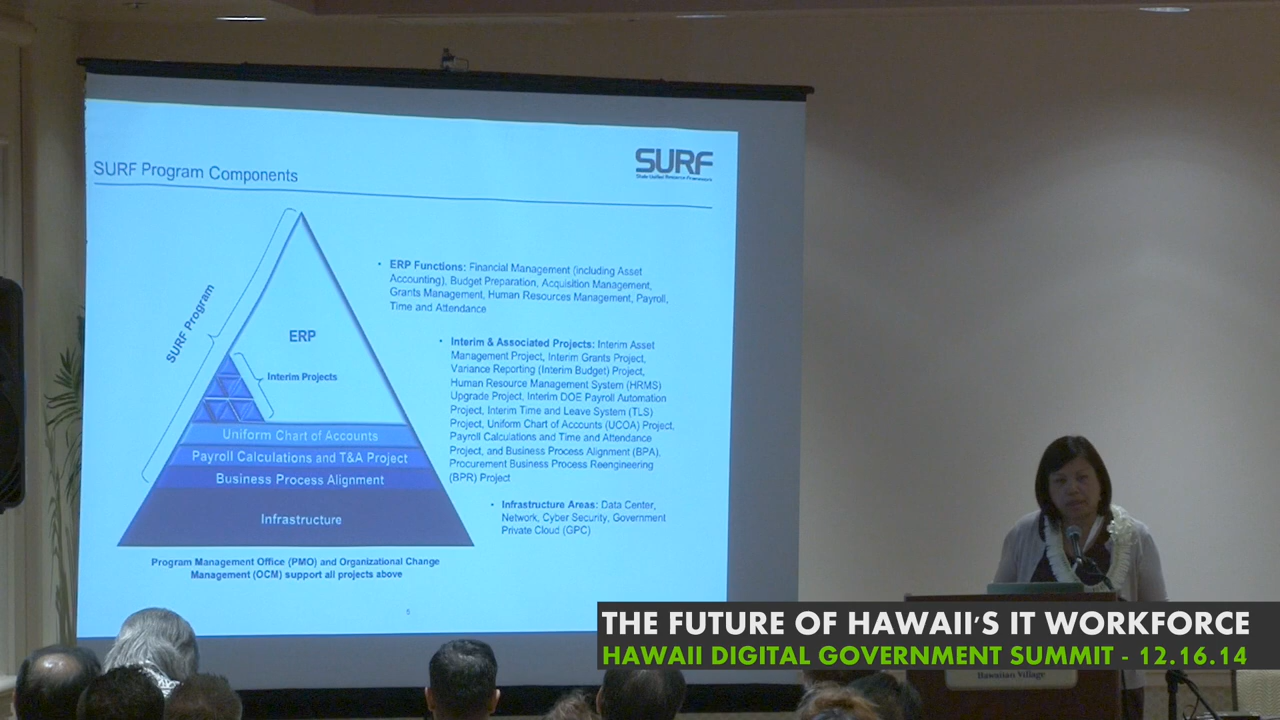 SURF Program Components
SURF
State Unified Resource Framework
SURF Program
ERP
Interim Projects
Uniform Chart of Accounts
Payroll Calculations and T&A Project
Business Process Alignment
Infrastructure
Program Management Office (PMO) and Organizational Change
Management (OCM) support all projects above
• ERP Functions: Financial Management (including Asset
Accounting), Budget Preparation, Acquisition Management,
Grants Management, Human Resources Management, Payroll,
Time and Attendance
• Interim & Associated Projects: Interim Asset
Management Project, Interim Grants Project,
Variance Reporting (Interim Budget) Project,
Human Resource Management System (HRMS)
Upgrade Project, Interim DOE Payroll Automation
Project, Interim Time and Leave System (TLS)
Project, Uniform Chart of Accounts (UCOA) Project,
Payroll Calculations and Time and Attendance
Project, and Business Process Alignment (BPA),
Procurement Business Process Reengineering
(BPR) Project
• Infrastructure Areas: Data Center,
Network, Cyber Security, Government
Private Cloud (GPC)
THE FUTURE OF HAWAII'S IT WORKFORCE
HAWAII DIGITAL GOVERNMENT SUMMIT - 12.16.14
Hawaiian Village